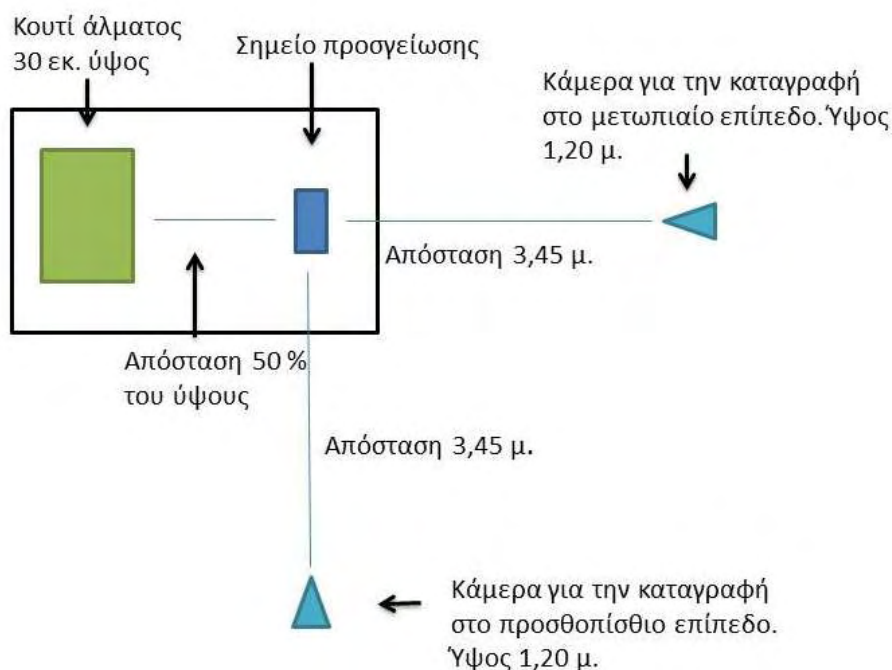 Κουτί άλματος
30 εκ. ύψος
Σημείο προσγείωσης
Κάμερα για την καταγραφή
στο μετωπιαίο επίπεδο. Ύψος
1,20 μ.
Απόσταση 3,45 μ.
Απόσταση 50 %
του ύψους
Απόσταση 3,45 μ.
Κάμερα για την καταγραφή
στο προσθοπίσθιο επίπεδο.
Ύψος 1,20 μ.